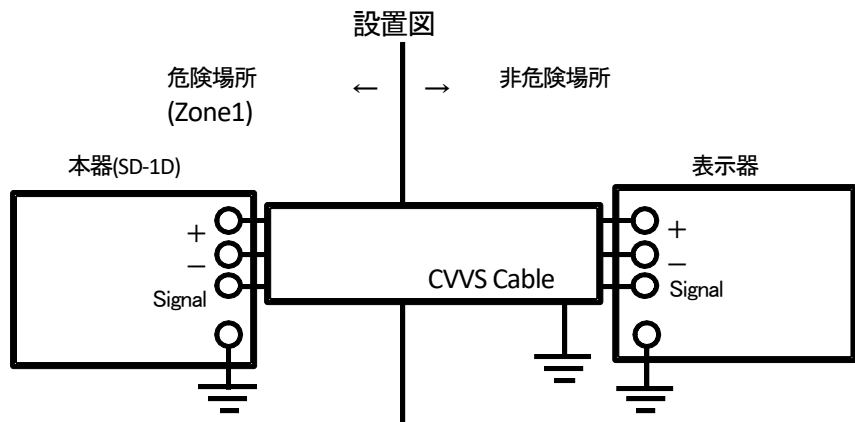 設置図
危険場所
(Zone1)
← →
非危険場所
本器(SD-1D)
表示器
+
−
Signal
CVVS Cable
+
−
Signal